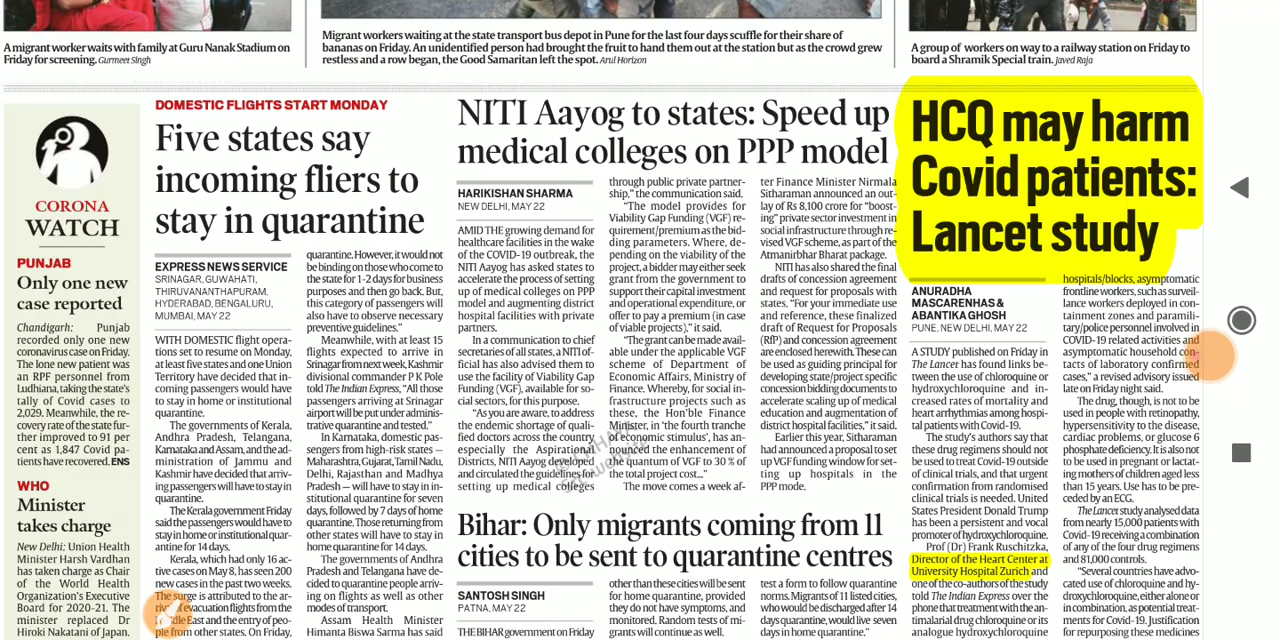 A migrant worker waits with family at Guru Nanak Stadium on
Friday for screening. Gurmeet Singh
Migrant workers waiting at the state transport bus depot in Pune for the last four days scuffle for their share of
bananas on Friday. An unidentified person had brought the fruit to hand them out at the station but as the crowd grew
restless and a row began, the Good Samaritan left the spot. Arul Horizon
A group of workers on way to a railway station on Friday to
board a Shramik Special train. Javed Raja
CORONA
WATCH
PUNJAB
Only one new
case reported
Chandigarh: Punjab
recorded only one new
coronavirus case on Friday.
The lone new patient was
an RPF personnel from
Ludhiana, taking the state's
tally of Covid cases to
2,029. Meanwhile, the re-
covery rate of the state fur-
ther improved to 91 per
cent as 1,847 Covid pa-
tients have recovered. ENS
WHO
Minister
takes charge
New Delhi: Union Health
Minister Harsh Vardhan
has taken charge as Chair
of the World Health
Organization's Executive
Board for 2020-21. The
minister replaced Dr
Hiroki Nakatani of Japan,
DOMESTIC FLIGHTS START MONDAY
Five states say
incoming fliers to
stay in quarantine
EXPRESS NEWS SERVICE
SRINAGAR, GUWAHATI,
THIRUVANANTHAPURAM,
HYDERABAD, BENGALURU,
MUMBAI, MAY 22
WITH DOMESTIC flight opera-
tions set to resume on Monday,
at least five states and one Union
Territory have decided that in-
coming passengers would have
to stay in home or institutional
quarantine.
The governments of Kerala,
Andhra Pradesh, Telangana,
Karnataka and Assam, and the ad-
ministration of Jammu and
Kashmir have decided that arriv-
ing passengers will have to stay in
quarantine.
The Kerala government Friday
said the passengers would have to
stay in home or institutional quar-
antine for 14 days.
Kerala, which had only 16 ac-
tive cases on May 8, has seen 200
new cases in the past two weeks.
The surge is attributed to the ar-
of evacuation flights from the
East and the entry of peo-
from other states. On Friday,
quarantine. However, it would not
be binding on those who come to
the state for 1-2 days for business
purposes and then go back. But,
this category of passengers will
also have to observe necessary
preventive guidelines."
Meanwhile, with at least 15
flights expected to arrive in
Srinagar from next week, Kashmir
divisional commander P K Pole
told The Indian Express, "All those
passengers arriving at Srinagar
airport will be put under adminis-
trative quarantine and tested."
In Karnataka, domestic pas-
sengers from high-risk states —
Maharashtra, Gujarat, Tamil Nadu,
Delhi, Rajasthan and Madhya
Pradesh — will have to stay in in-
stitutional quarantine for seven
days, followed by 7 days of home
quarantine. Those returning from
other states will have to stay in
home quarantine for 14 days.
The governments of Andhra
Pradesh and Telangana have de-
cided to quarantine people arriv-
ing on flights as well as other
modes of transport.
Assam Health Minister
Himanta Biswa Sarma has said
NITI Aayog to states: Speed up
medical colleges on PPP model
HARIKISHAN SHARMA
NEW DELHI, MAY 22
AMID THE growing demand for
healthcare facilities in the wake
of the COVID-19 outbreak, the
NITI Aayog has asked states to
accelerate the process of setting
up of medical colleges on PPP
model and augmenting district
hospital facilities with private
partners.
In a communication to chief
secretaries of all states, a NITI of-
ficial has also advised them to
use the facility of Viability Gap
Funding (VGF), available for so-
cial sectors, for this purpose.
"As you are aware, to address
the endemic shortage of quali-
fied doctors across the country
especially the Aspirational
Districts, NITI Aayog developed
and circulated the guidelines for
setting up medical colleges
through public private partner-
ship," the communication said.
"The model provides for
Viability Gap Funding (VGF) re-
quirement/premium as the bid-
ding parameters. Where, de-
pending on the viability of the
project, a bidder may either seek
grant from the government to
support their capital investment
and operational expenditure, or
offer to pay a premium (in case
of viable projects)," it said.
"The grant can be made avail-
able under the applicable VGF
scheme of Department of
Economic Affairs, Ministry of
Finance. Whereby, for social in-
frastructure projects such as
these, the Hon'ble Finance
Minister, in 'the fourth tranche
of economic stimulus', has an-
nounced the enhancement of
the quantum of VGF to 30 % of
the total project cost..."
The move comes a week af-
ter Finance Minister Nirmala
Sitharaman announced an out-
lay of Rs 8,100 crore for "boost-
ing" private sector investment in
social infrastructure through re-
vised VGF scheme, as part of the
Atmanirbhar Bharat package.
NITI has also shared the final
drafts of concession agreement
and request for proposals with
states. "For your immediate use
and reference, these finalized
draft of Request for Proposals
(RfP) and concession agreement
are enclosed herewith. These can
be used as guiding principal for
developing state/project specific
concession bidding documents to
accelerate scaling up of medical
education and augmentation of
district hospital facilities," it said.
Earlier this year, Sitharaman
had announced a proposal to set
up VGF funding window for set-
ting up hospitals in the
PPP mode.
Bihar: Only migrants coming from 11
cities to be sent to quarantine centres
SANTOSH SINGH
PATNA, MAY 22
THE BIHAR government on Friday
other than these cities will be sent
for home quarantine, provided
they do not have symptoms, and
monitored. Random tests of mi-
grants will continue as well.
test a form to follow quarantine
norms. Migrants of 11 listed cities,
who would be discharged after 14
days quarantine, would live seven
days in home quarantine."
HCQ may harm
Covid patients:
Lancet study
ANURADHA
MASCARENHAS &
ABANTIKA GHOSH
PUNE, NEW DELHI, MAY 22
A STUDY published on Friday in
The Lancet has found links be-
tween the use of chloroquine or
hydroxychloroquine and in-
creased rates of mortality and
heart arrhythmias among hospi-
tal patients with Covid-19.
The study's authors say that
these drug regimens should not
be used to treat Covid-19 outside
of clinical trials, and that urgent
confirmation from randomised
clinical trials is needed. United
States President Donald Trump
has been a persistent and vocal
promoter of hydroxychloroquine.
Prof (Dr) Frank Ruschitzka,
Director of the Heart Center at
University Hospital Zurich and
one of the co-authors of the study
told The Indian Express over the
phone that treatment with the an-
timalarial drug chloroquine or its
analogue hydroxychloroquine
hospitals/blocks, asymptomatic
frontline workers, such as surveil-
lance workers deployed in con-
tainment zones and paramili-
tary/police personnel involved in
COVID-19 related activities and
asymptomatic household con-
tacts of laboratory confirmed
cases," a revised advisory issued
late on Friday night said.
The drug, though, is not to be
used in people with retinopathy,
hypersensitivity to the disease,
cardiac problems, or glucose 6
phosphate deficiency. It is also not
to be used in pregnant or lactat-
ing mothers of children aged less
than 15 years. Use has to be pre-
ceded by an ECG.
The Lancet study analysed data
from nearly 15,000 patients with
Covid-19 receiving a combination
of any of the four drug regimens
and 81,000 controls.
"Several countries have advo-
cated use of chloroquine and hy-
droxychloroquine, either alone or
in combination, as potential treat-
ments for Covid-19. Justification
for repurposing these medicines